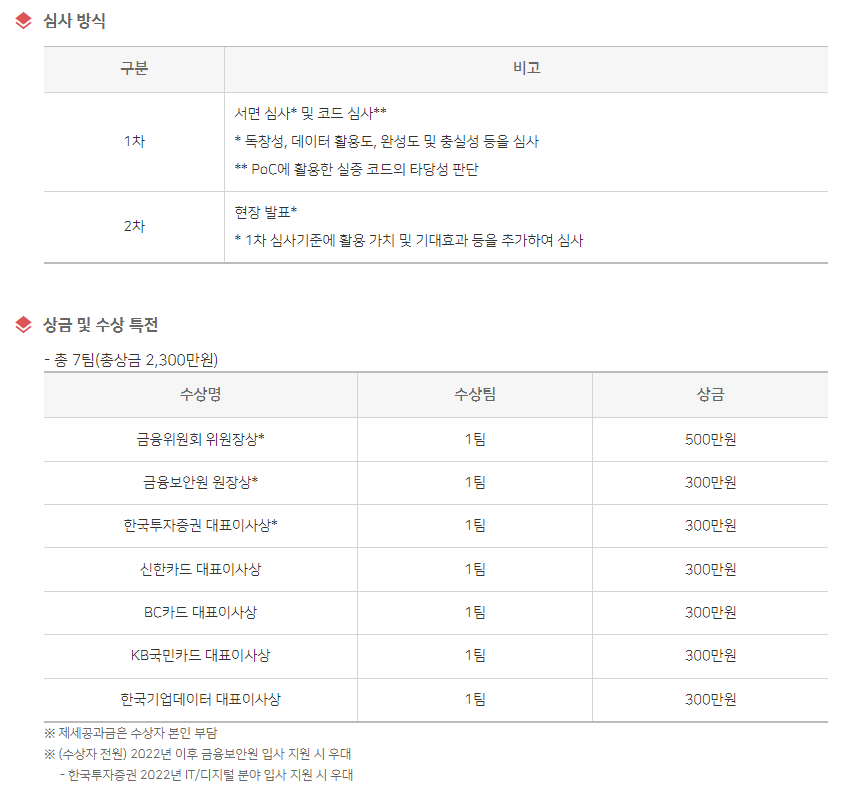 심사 방식
구분 비고
1차
서면 심사* 및 코드 심사**
* 독창성, 데이터 활용도, 완성도 및 충실성 등을 심사
** PoC에 활용한 실증 코드의 타당성 판단
2차
현장 발표*
* 1차 심사기준에 활용 가치 및 기대효과 등을 추가하여 심사
상금 및 수상 특전
- 총 7팀(총상금 2,300만원)
수상명 수상팀 상금
금융위원회 위원장상* 1팀 500만원
금융보안원 원장상* 1팀 300만원
한국투자증권 대표이사상* 1팀 300만원
신한카드 대표이사상 1팀 300만원
BC카드 대표이사상 1팀 300만원
KB국민카드 대표이사상 1팀 300만원
한국기업데이터 대표이사상 1팀 300만원
※ 제세공과금은 수상자 본인 부담
※ (수상자 전원) 2022년 이후 금융보안원 입사 지원 시 우대
- 한국투자증권 2022년 IT/디지털 분야 입사 지원 시 우대